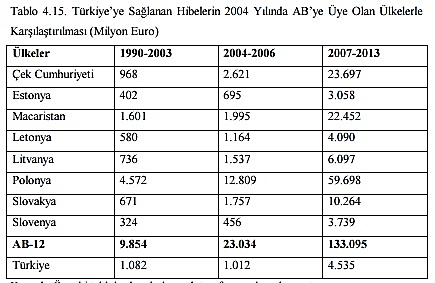 Tablo 4.15. Türkiye'ye Sağlanan Hibelerin 2004 Yılında AB'ye Üye Olan Ülkelerle
Karşılaştırılması (Milyon Euro)
Ülkeler 1990-2003 2004-2006 2007-2013
Çek Cumhuriyeti 968 2.621 23.697
Estonya 402 695 3.058
Macaristan 1.601 1.995 22.452
Letonya 580 1.164 4.090
Litvanya 736 1.537 6.097
Polonya 4.572 12.809 59.698
Slovakya 671 1.757 10.264
Slovenya 324 456 3.739
AB-12 9.854 23.034 133.095
Türkiye 1.082 1.012 4.535